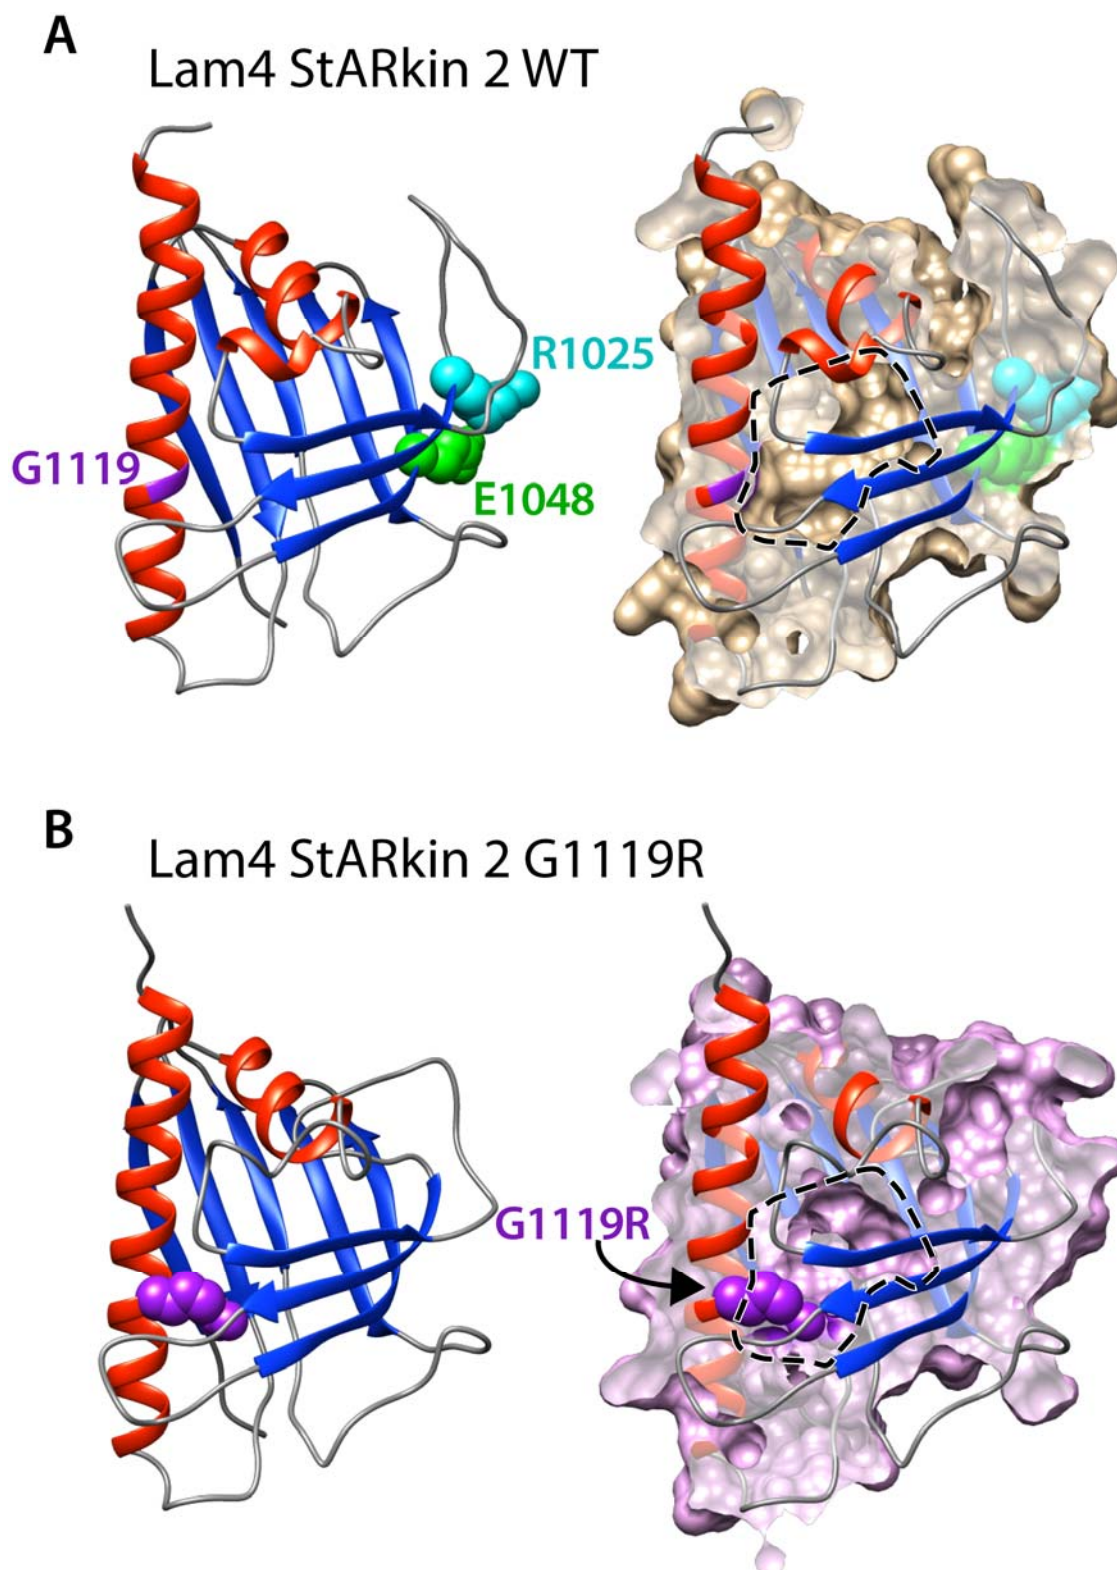 A
Lam4 StARkin 2 WT
R1025
G1119
E1048
B
Lam4 StARkin 2 G1119R
G1119R